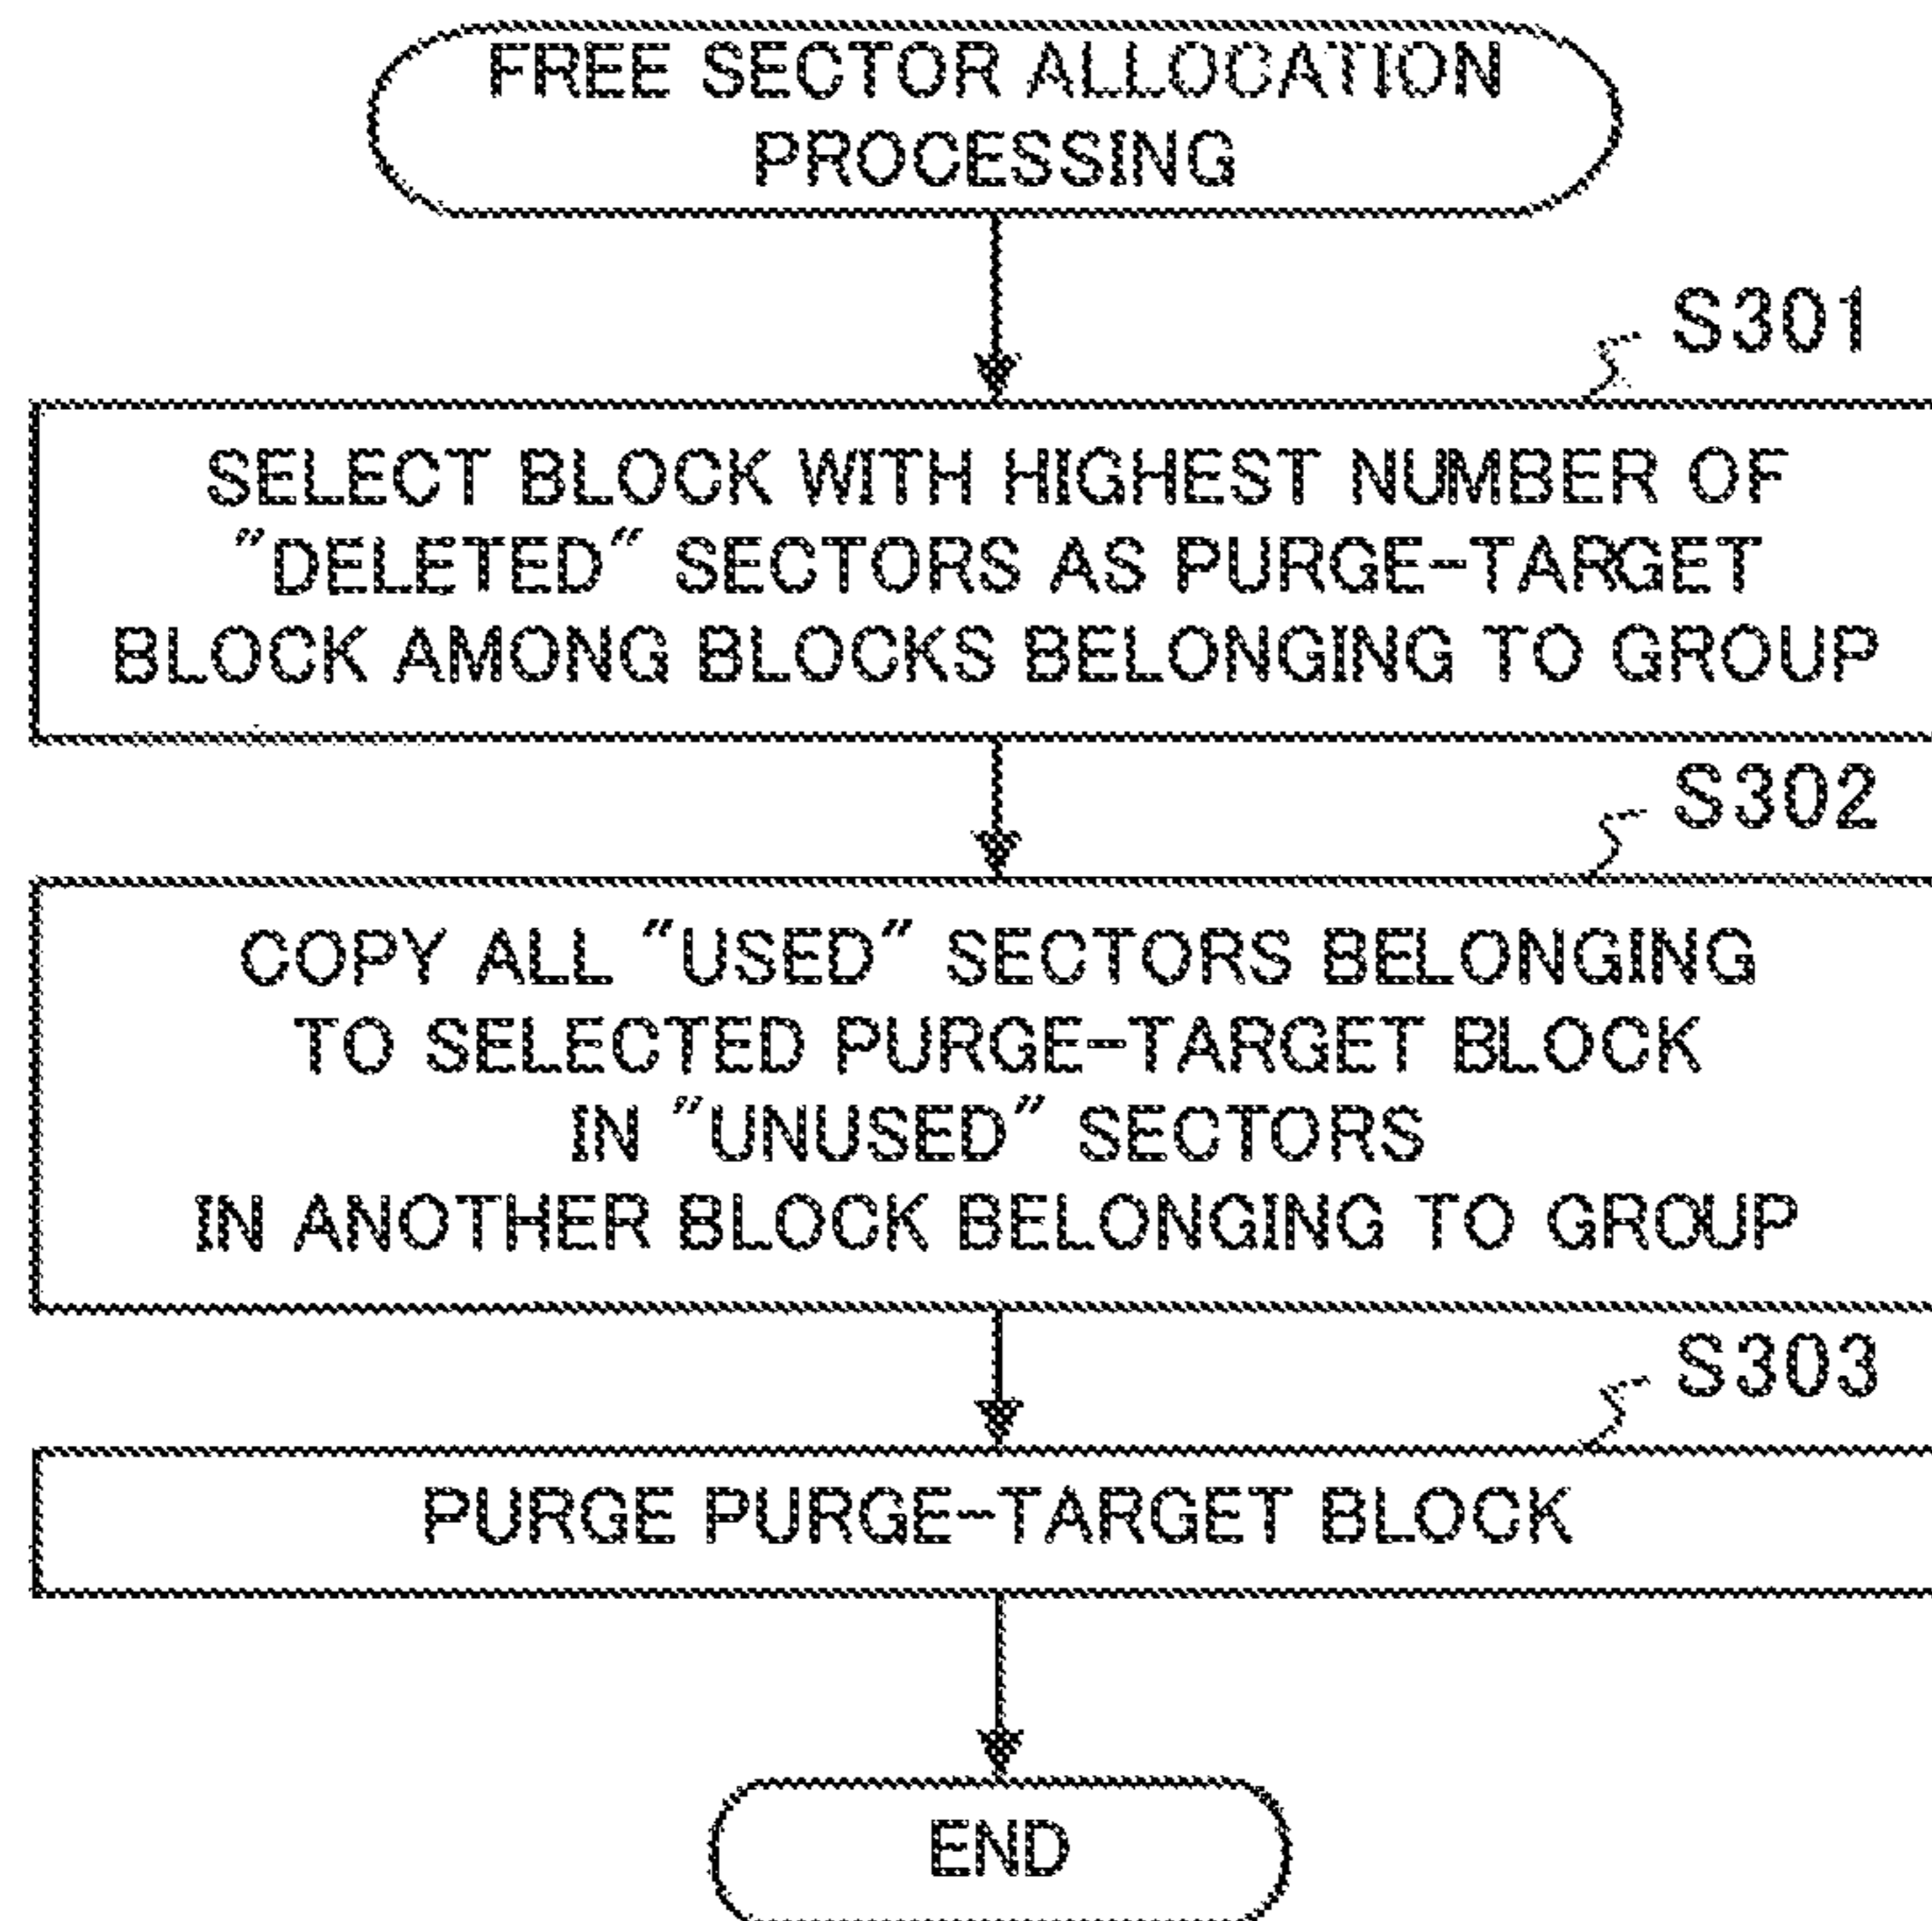 FREE SECTOR ALLOCATION
PROCESSING
S301
SELECT BLOCK WITH HIGHEST NUMBER OF
"DELETED" SECTORS AS PURGE-TARGET
BLOCK AMONG BLOCKS BELONGING TO GROUP
S302
COPY ALL "USED" SECTORS BELONGING
TO SELECTED PURGE-TARGET BLOCK
IN "UNUSED" SECTORS
IN ANOTHER BLOCK BELONGING TO GROUP
S303
PURGE PURGE-TARGET BLOCK
END